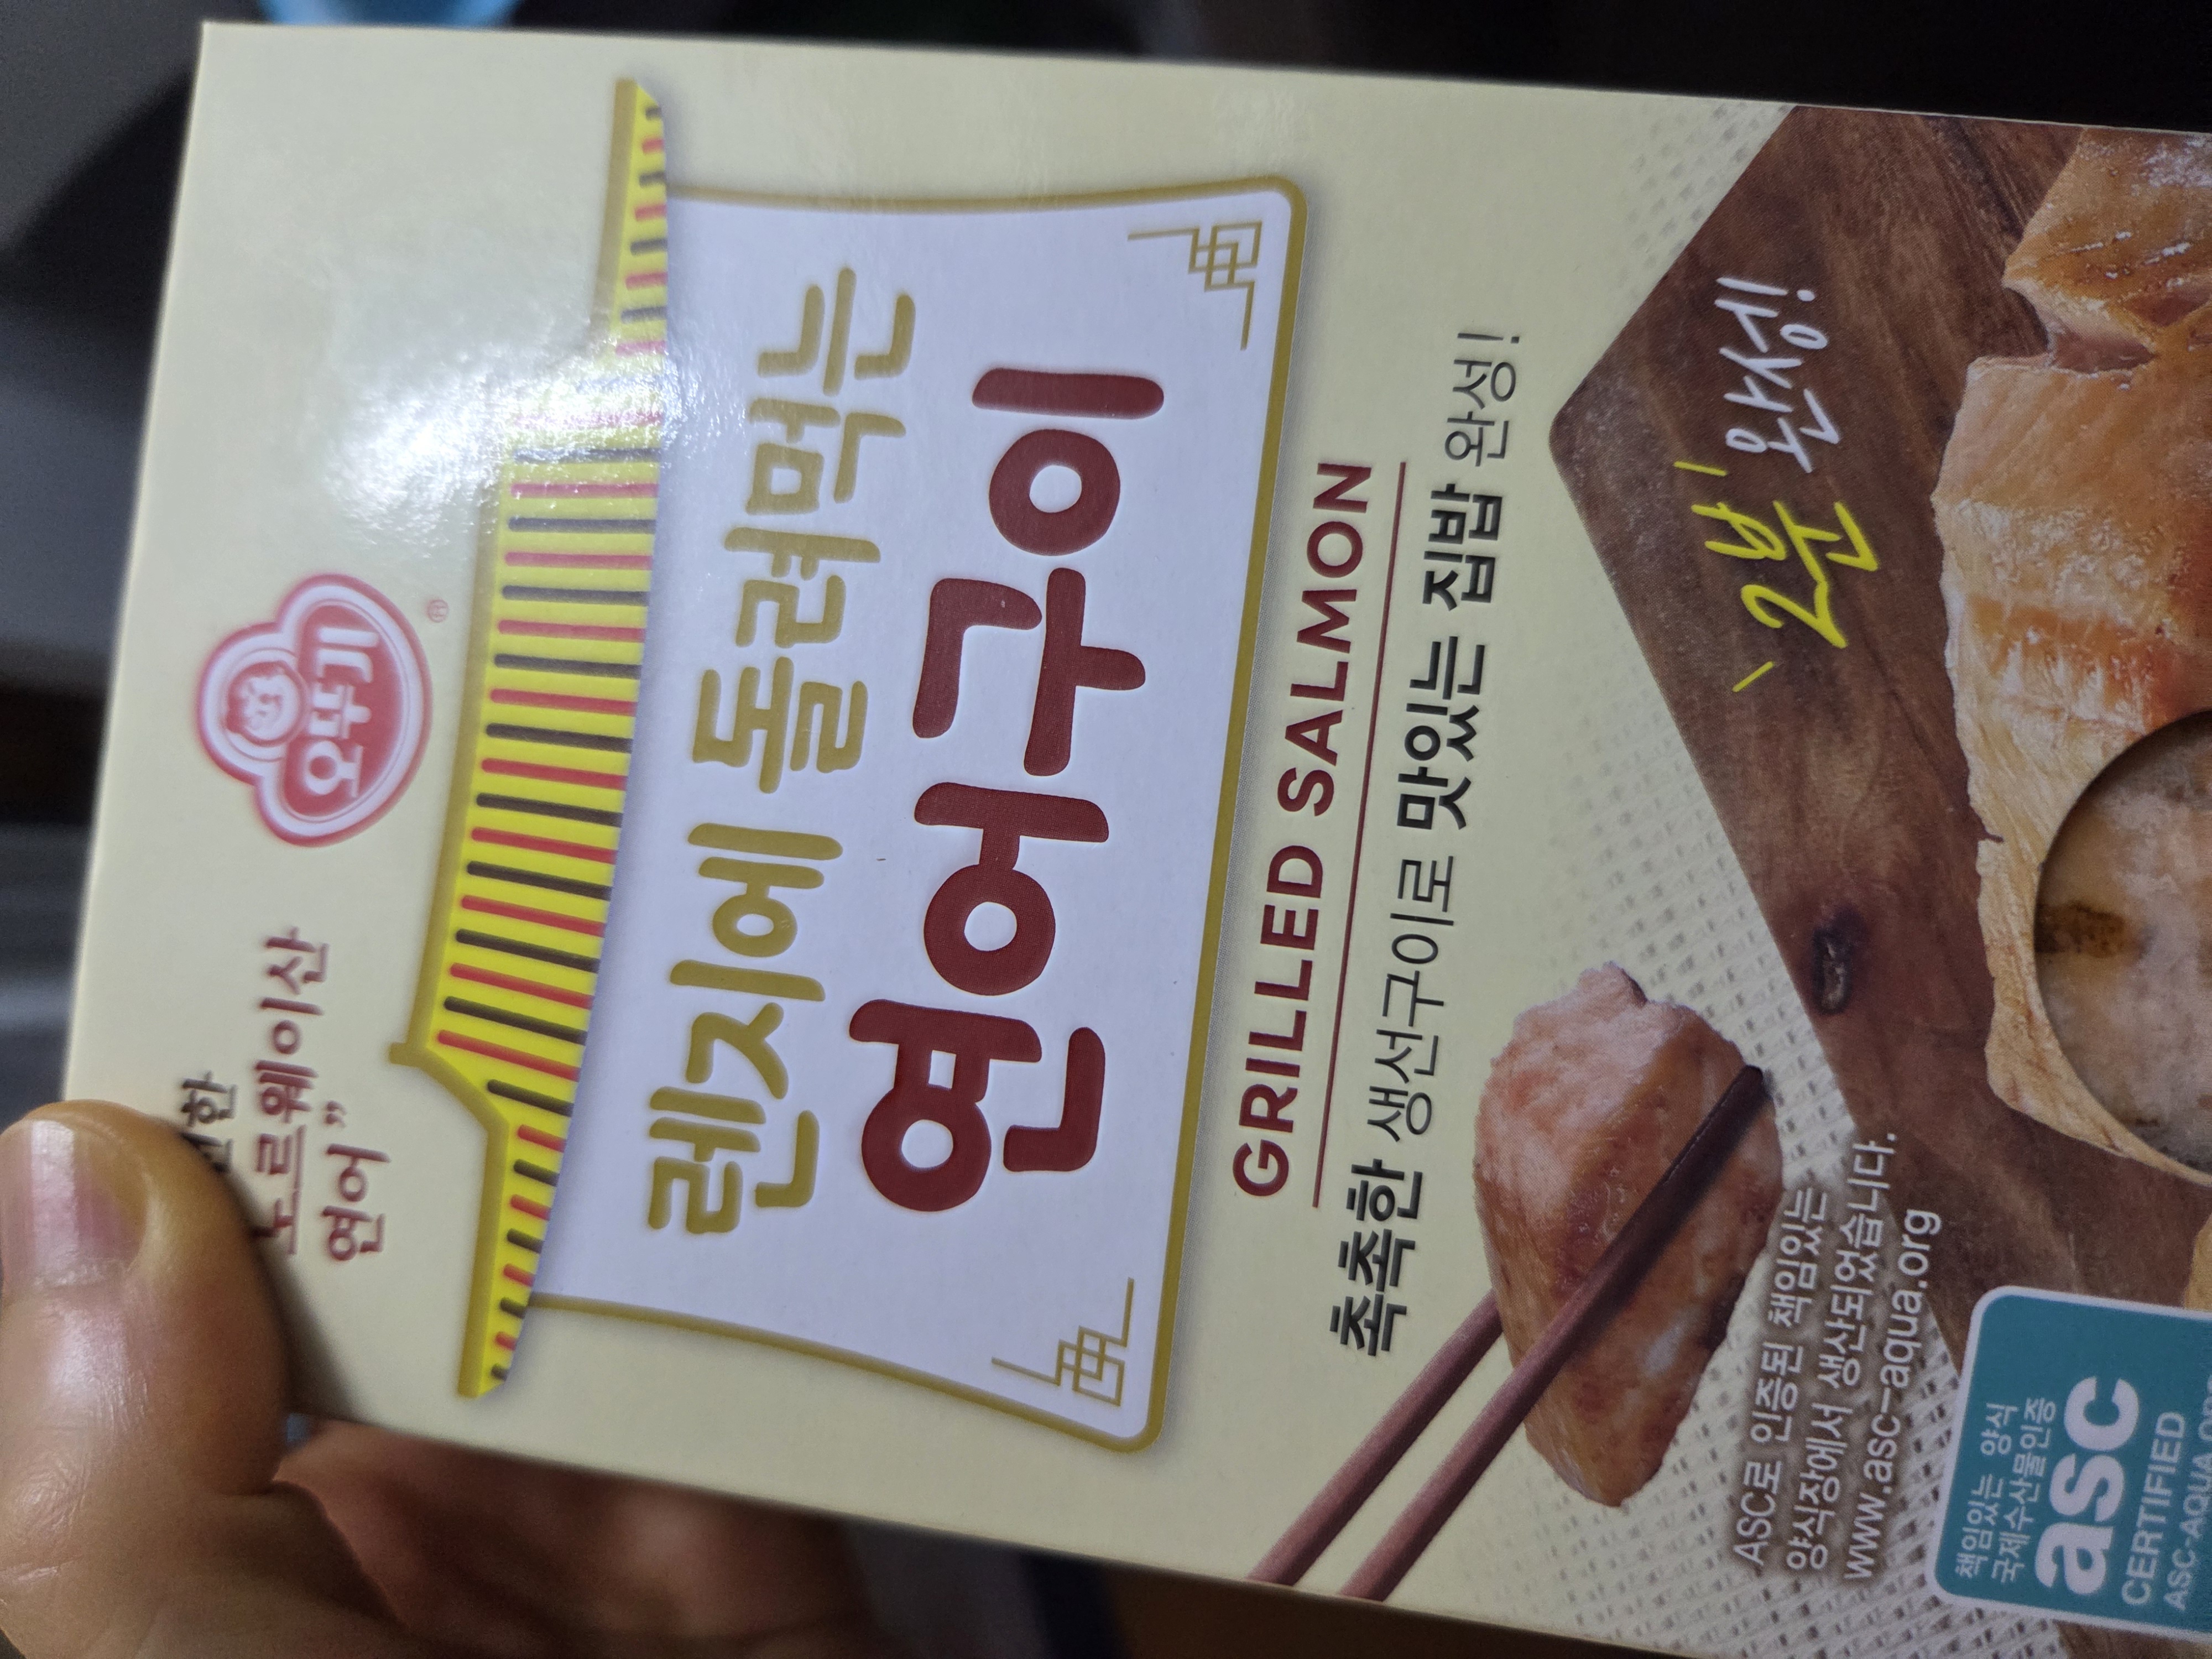 오뚜기
노르웨이산
연어”
렌지에 돌려먹는
연어구이
GRILLED SALMON
촉촉한 생선구이로 맛있는 집밥 완성!
2분 완성!
ASC로 인증된 책임있는
양식장에서 생산되었습니다.
www.asc-aqua.org
책임있는 양식
국제수산물인증
asc
CERTIFIED